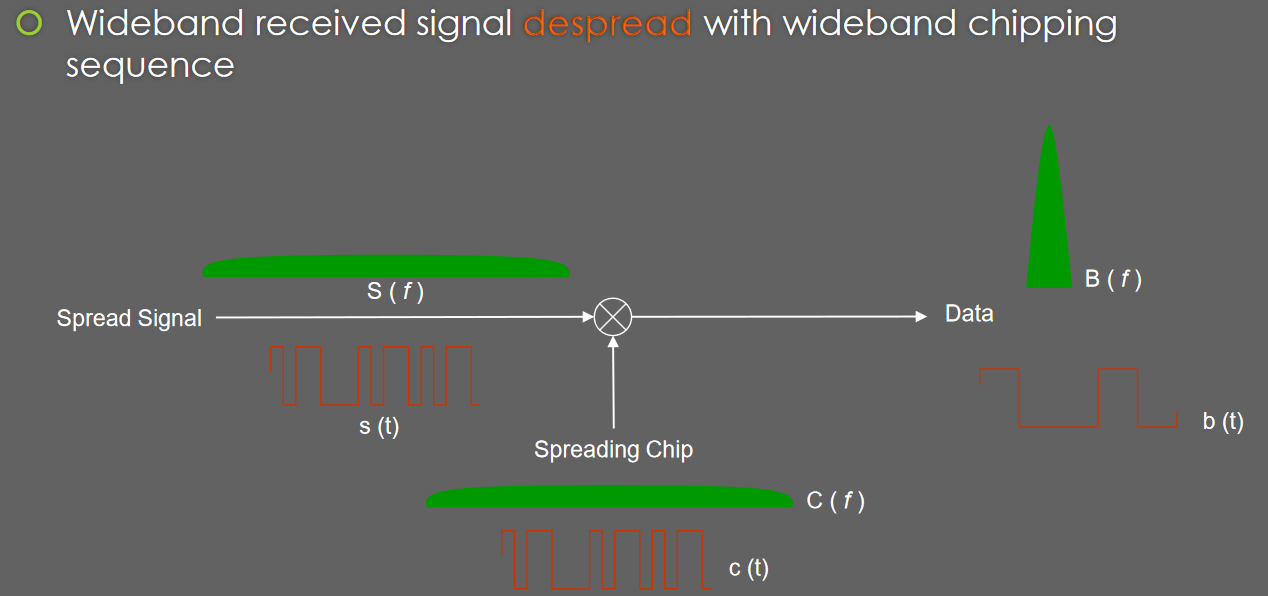 Wideband received signal despread with wideband chipping
sequence
S ( f )
B ( f )
Spread Signal
Data
s (t)
b (t)
Spreading Chip
C ( f )
c (t)